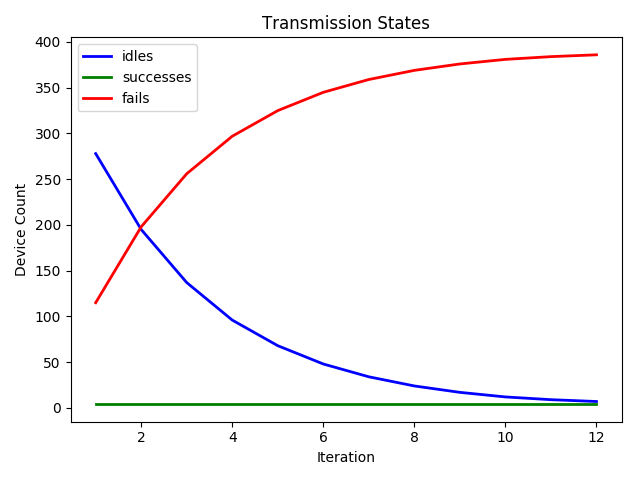 Transmission States
idles
successes
fails
Device Count
400
350
300
250
200
150
100
50
0
2 4 6 8 10 12
Iteration